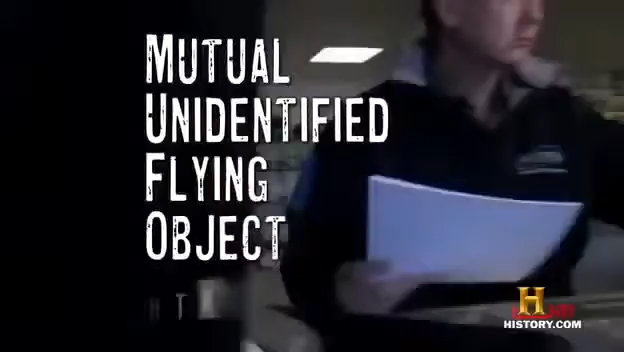 MUTUAL
UNIDENTIFIED
FLYING
OBJECT
H
HISTORY.COM